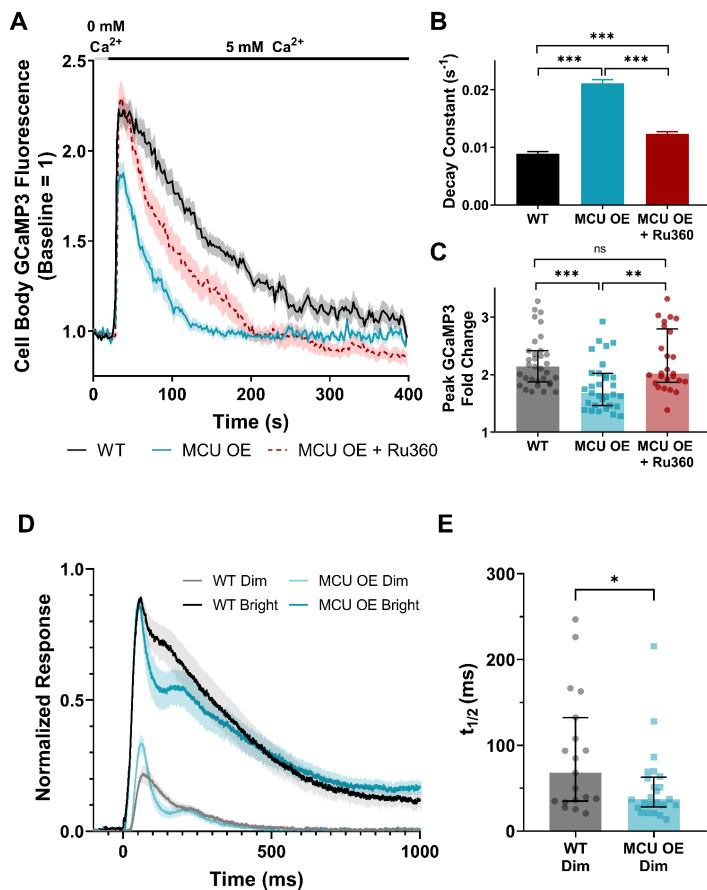 A
0 mM
Ca²⁺
5 mM Ca²⁺
Cell Body GCaMP3 Fluorescence
(Baseline = 1)
2.5
2.0
1.5
1.0
0
100
200
300
400
Time (s)
WT
MCU OE
MCU OE + Ru360
B
Decay Constant (s⁻¹)
0.02
0.01
0.00
***
***
***
WT
MCU OE
MCU OE
+ Ru360
C
Peak GCaMP3
Fold Change
3
2
1
ns
***
**
WT
MCU OE
MCU OE
+ Ru360
D
Normalized Response
1.0
0.5
0.0
WT Dim
MCU OE Dim
WT Bright
MCU OE Bright
0
500
1000
Time (ms)
E
t₁/₂ (ms)
300
200
100
0
*
WT
Dim
MCU OE
Dim